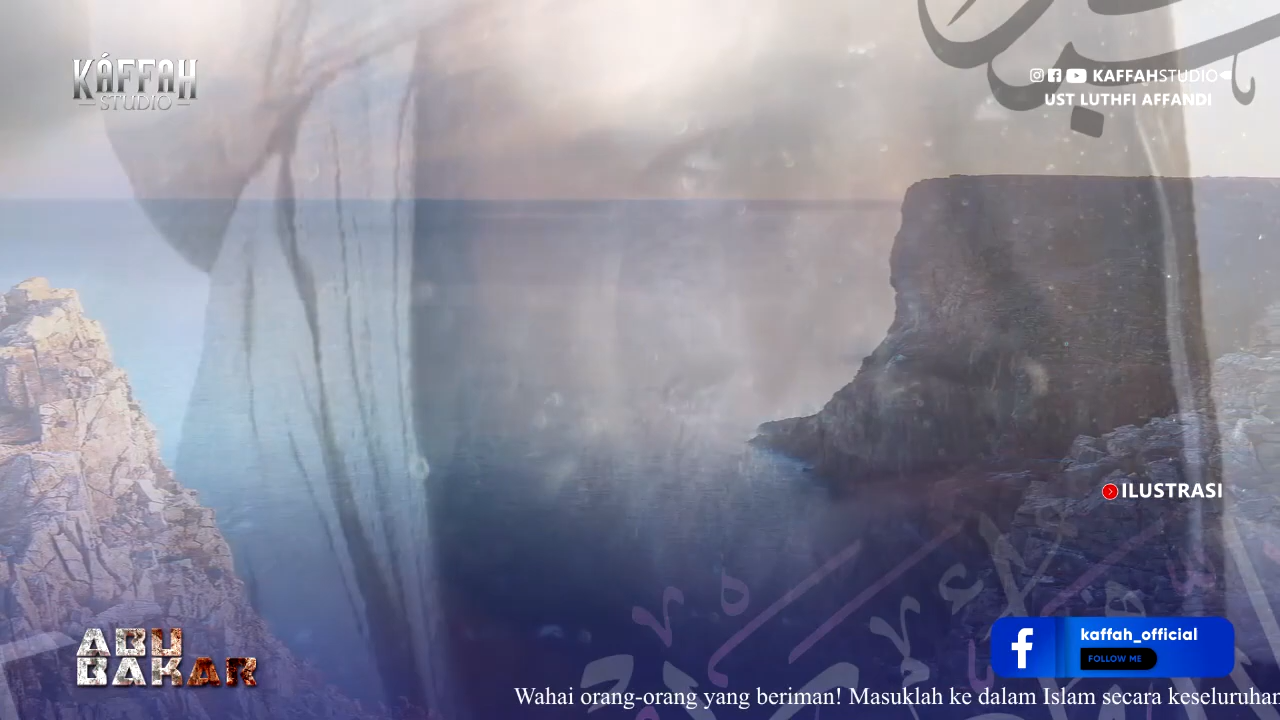 KÁFFAH
STUDIO
KAFFAHSTUDIO
UST LUTHFI AFFANDI
ILUSTRASI
ABU
BAKAR
kaffah_official
FOLLOW ME
Wahai orang-orang yang beriman! Masuklah ke dalam Islam secara keseluruhan